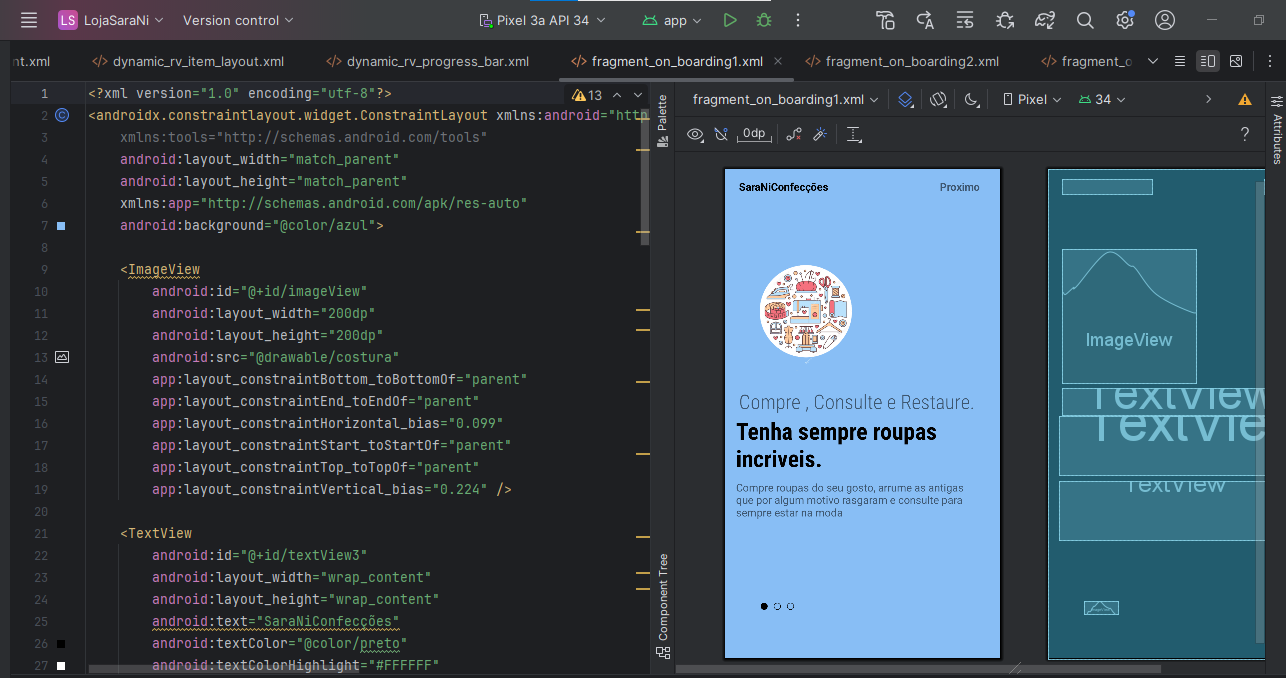 LS LojaSaraNi Version control Pixel 3a API 34 app
nt.xml dynamic_rv_item_layout.xml dynamic_rv_progress_bar.xml fragment_on_boarding1.xml fragment_on_boarding2.xml fragment_o
1 <?xml version="1.0" encoding="utf-8"?>
13
2 <androidx.constraintlayout.widget.ConstraintLayout xmlns:android="http
3 xmlns:tools="http://schemas.android.com/tools"
4 android:layout_width="match_parent"
5 android:layout_height="match_parent"
6 xmlns:app="http://schemas.android.com/apk/res-auto"
7 android:background="@color/azul">
8
9 <ImageView
10 android:id="@+id/imageView"
11 android:layout_width="200dp"
12 android:layout_height="200dp"
13 android:src="@drawable/costura"
14 app:layout_constraintBottom_toBottomOf="parent"
15 app:layout_constraintEnd_toEndOf="parent"
16 app:layout_constraintHorizontal_bias="0.099"
17 app:layout_constraintStart_toStartOf="parent"
18 app:layout_constraintTop_toTopOf="parent"
19 app:layout_constraintVertical_bias="0.224" />
20
21 <TextView
22 android:id="@+id/textView3"
23 android:layout_width="wrap_content"
24 android:layout_height="wrap_content"
25 android:text="SaraNiConfecções"
26 android:textColor="@color/preto"
27 android:textColorHighlight="#FFFFFF"
Palette
Component Tree
fragment_on_boarding1.xml Pixel 34
0dp ?
Attributes
SaraNiConfecções Proximo
Compre , Consulte e Restaure.
Tenha sempre roupas
incriveis.
Compre roupas do seu gosto, arrume as antigas
que por algum motivo rasgaram e consulte para
sempre estar na moda
ImageView
TextView
TextVie
TextView